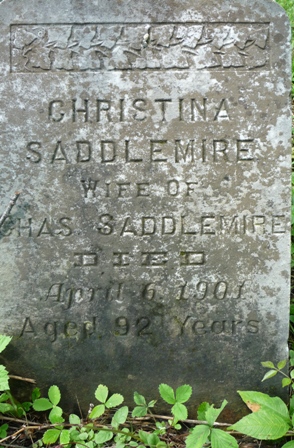 CHRISTINA
SADDLEMIRE
WIFE OF
CHAS SADDLEMIRE
DIED
April 6, 1901
Aged 92 Years